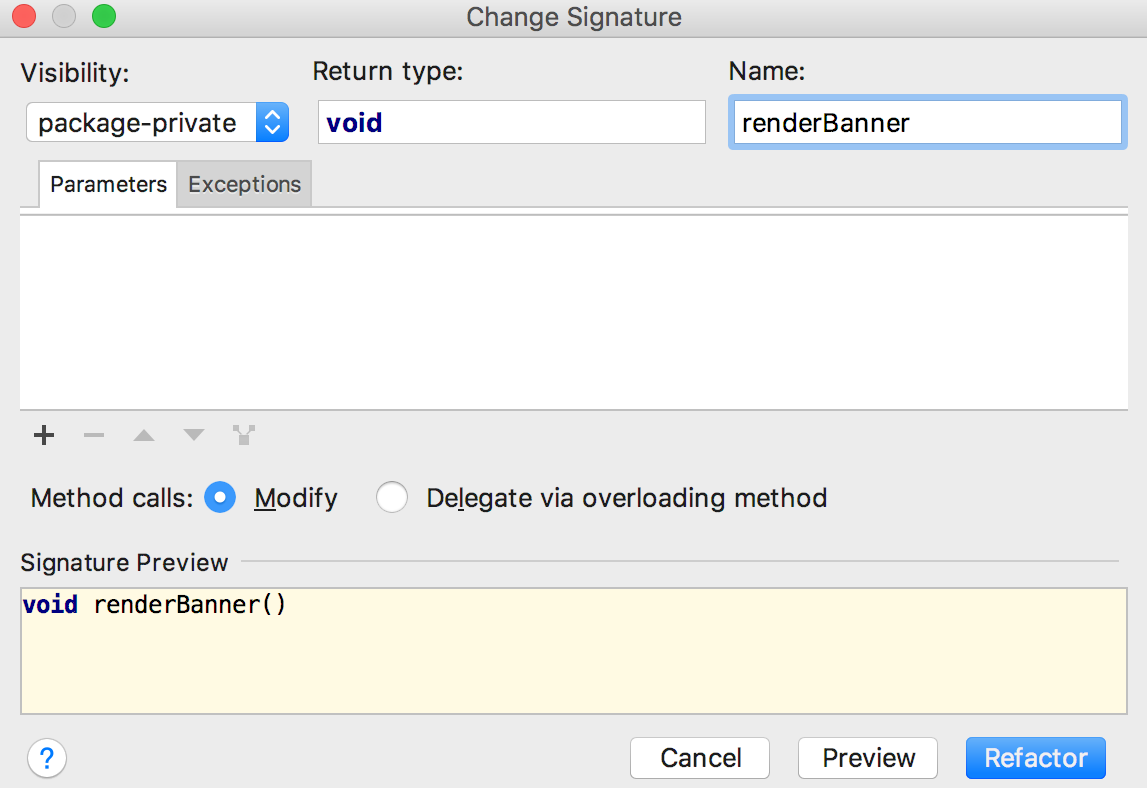 Change Signature
Visibility: Return type: Name:
package-private void renderBanner
Parameters Exceptions
Method calls: Modify Delegate via overloading method
Signature Preview
void renderBanner()
? Cancel Preview Refactor